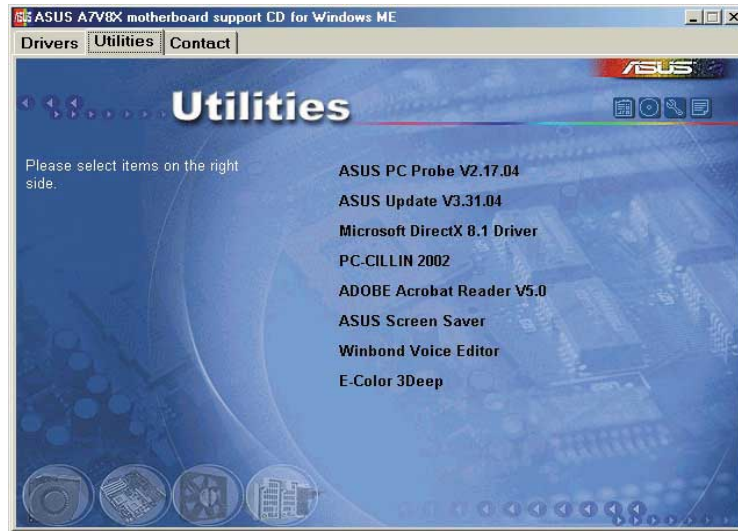 ASUS A7V8X motherboard support CD for Windows ME
Drivers Utilities Contact
ASUS
Utilities
Please select items on the right
side.
ASUS PC Probe V2.17.04
ASUS Update V3.31.04
Microsoft DirectX 8.1 Driver
PC-CILLIN 2002
ADOBE Acrobat Reader V5.0
ASUS Screen Saver
Winbond Voice Editor
E-Color 3Deep